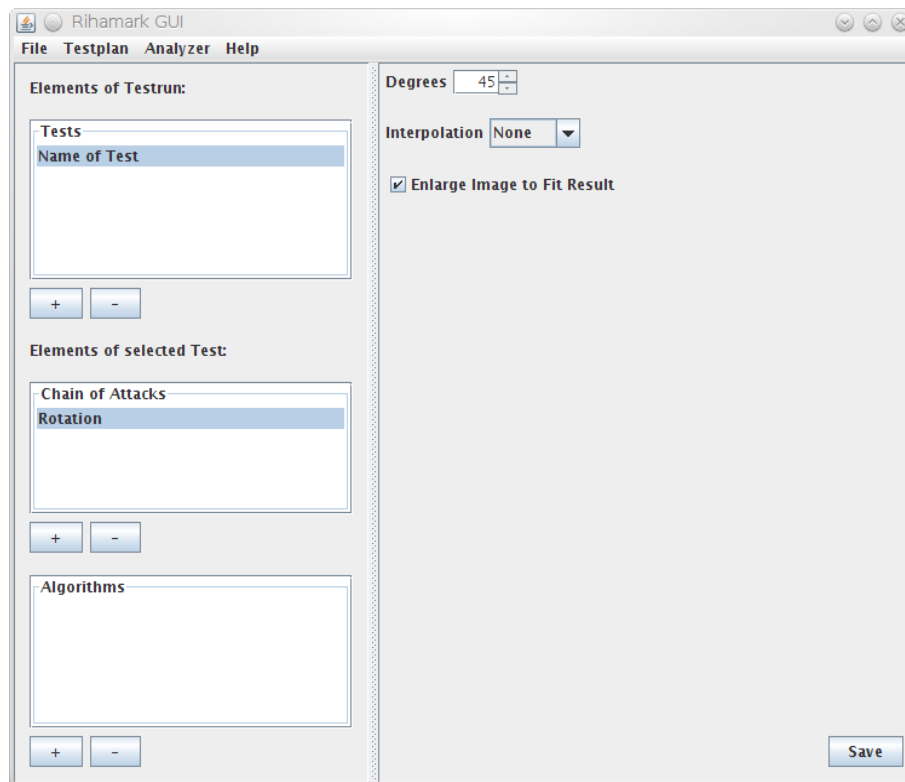 Rihamark GUI
File Testplan Analyzer Help
Elements of Testrun:
Tests
Name of Test
+ -
Elements of selected Test:
Chain of Attacks
Rotation
+ -
Algorithms
+ -
Degrees 45
Interpolation None
Enlarge Image to Fit Result
Save